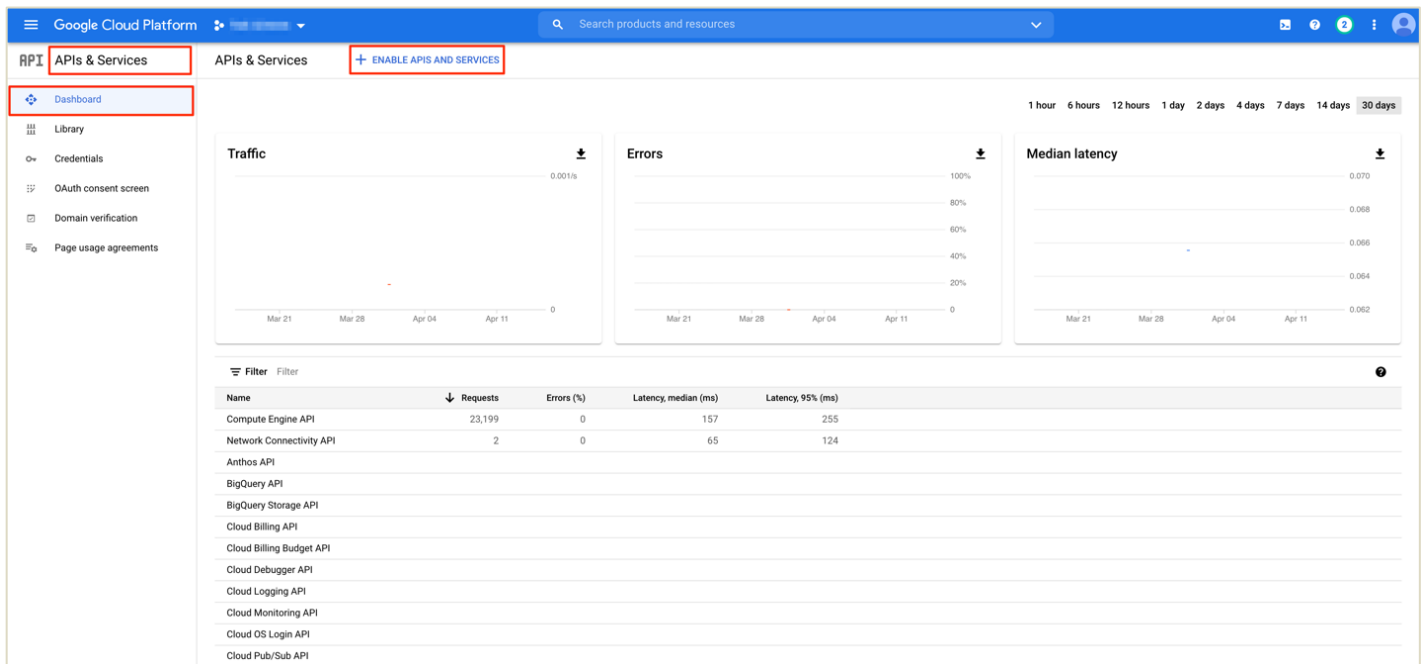 Google Cloud Platform
Search products and resources
2
API APIs & Services
APIs & Services
ENABLE APIS AND SERVICES
Dashboard
Library
Credentials
OAuth consent screen
Domain verification
Page usage agreements
1 hour 6 hours 12 hours 1 day 2 days 4 days 7 days 14 days 30 days
Traffic
0.001/s
0
Mar 21 Mar 28 Apr 04 Apr 11
Errors
100%
80%
60%
40%
20%
0
Mar 21 Mar 28 Apr 04 Apr 11
Median latency
0.070
0.068
0.066
0.064
0.062
Mar 21 Mar 28 Apr 04 Apr 11
Filter Filter
Name Requests Errors (%) Latency, median (ms) Latency, 95% (ms)
Compute Engine API 23,199 0 157 255
Network Connectivity API 2 0 65 124
Anthos API
BigQuery API
BigQuery Storage API
Cloud Billing API
Cloud Billing Budget API
Cloud Debugger API
Cloud Logging API
Cloud Monitoring API
Cloud OS Login API
Cloud Pub/Sub API